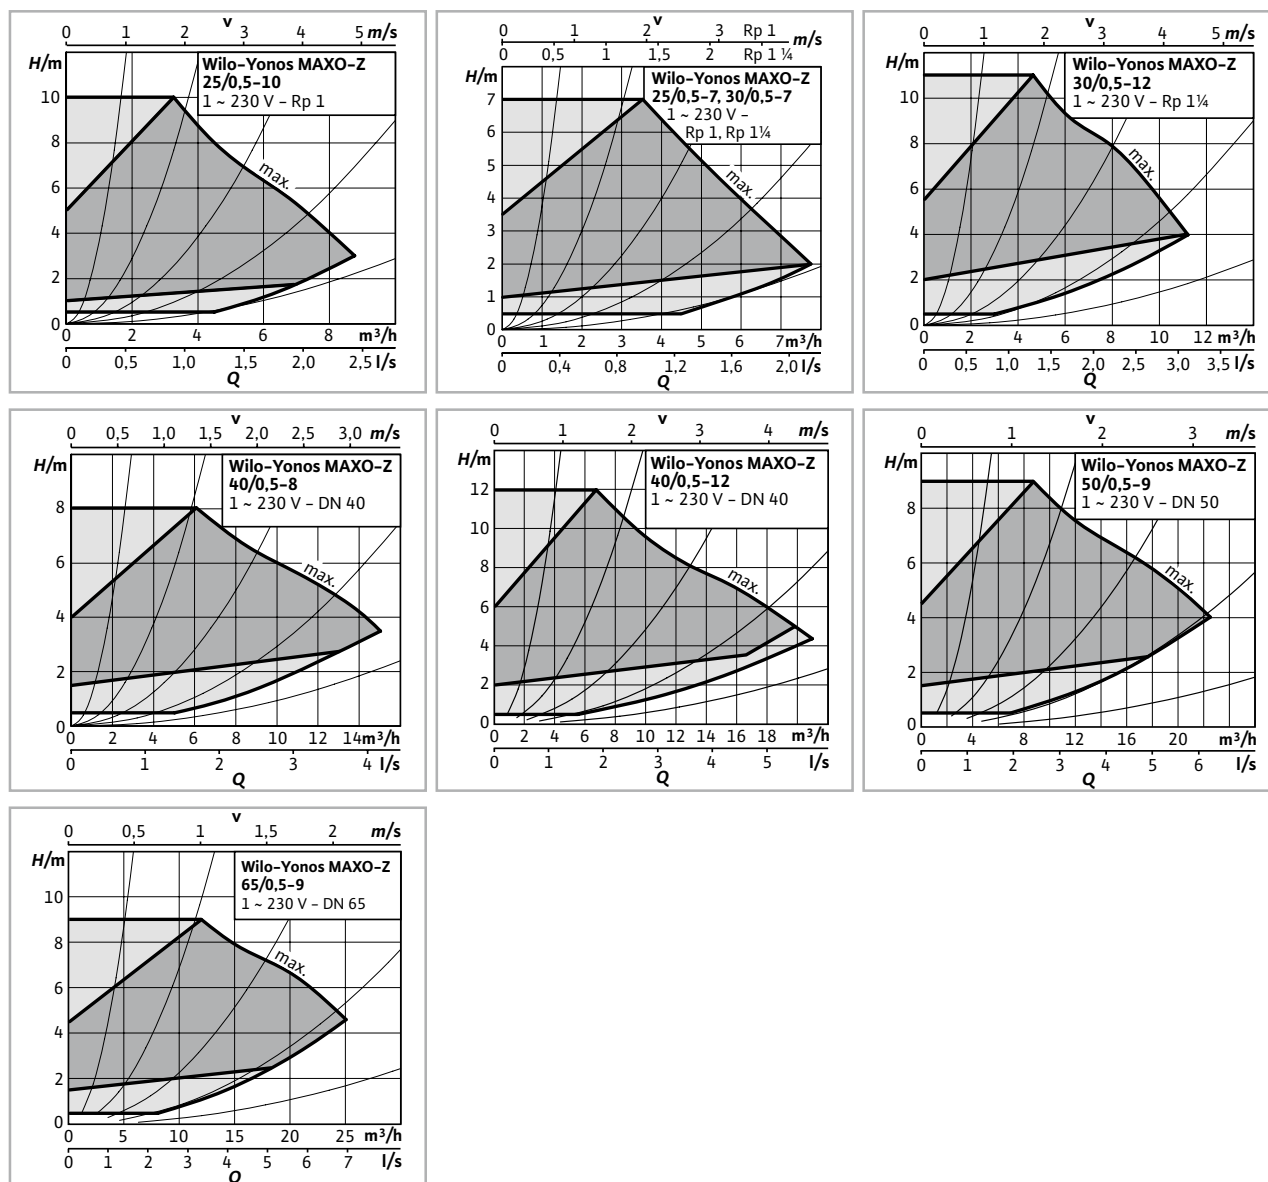 v
0 1 2 3 4 5 m/s
H/m
Wilo-Yonos MAXO-Z
25/0,5-10
1 ~ 230 V - Rp 1
10
8
max.
6
4
2
0
0 2 4 6 8 m³/h
0 0,5 1,0 1,5 2,0 2,5 l/s
Q
v
0 1 2 3 Rp 1
m/s
0 0,5 1 1,5 2 Rp 1 ¼
H/m
Wilo-Yonos MAXO-Z
25/0,5-7, 30/0,5-7
1 ~ 230 V -
Rp 1, Rp 1¼
7
6
5
max.
4
3
2
1
0
0 1 2 3 4 5 6 7 m³/h
0 0,4 0,8 1,2 1,6 2,0 l/s
Q
v
0 1 2 3 4 5 m/s
H/m
Wilo-Yonos MAXO-Z
30/0,5-12
1 ~ 230 V - Rp 1¼
10
8
max.
6
4
2
0
0 2 4 6 8 10 12 m³/h
0 0,5 1,0 1,5 2,0 2,5 3,0 3,5 l/s
Q
v
0 0,5 1,0 1,5 2,0 2,5 3,0 m/s
H/m
Wilo-Yonos MAXO-Z
40/0,5-8
1 ~ 230 V - DN 40
8
6
max.
4
2
0
0 2 4 6 8 10 12 14 m³/h
0 1 2 3 4 l/s
Q
v
0 1 2 3 4 m/s
H/m
Wilo-Yonos MAXO-Z
40/0,5-12
1 ~ 230 V - DN 40
12
10
8
max.
6
4
2
0
0 2 4 6 8 10 12 14 16 18 m³/h
0 1 2 3 4 5 l/s
Q
v
0 1 2 3 m/s
H/m
Wilo-Yonos MAXO-Z
50/0,5-9
1 ~ 230 V - DN 50
8
6
max.
4
2
0
0 4 8 12 16 20 m³/h
0 1 2 3 4 5 6 l/s
Q
v
0 0,5 1 1,5 2 m/s
H/m
Wilo-Yonos MAXO-Z
65/0,5-9
1 ~ 230 V - DN 65
10
8
max.
6
4
2
0
0 5 10 15 20 25 m³/h
0 1 2 3 4 5 6 7 l/s
Q